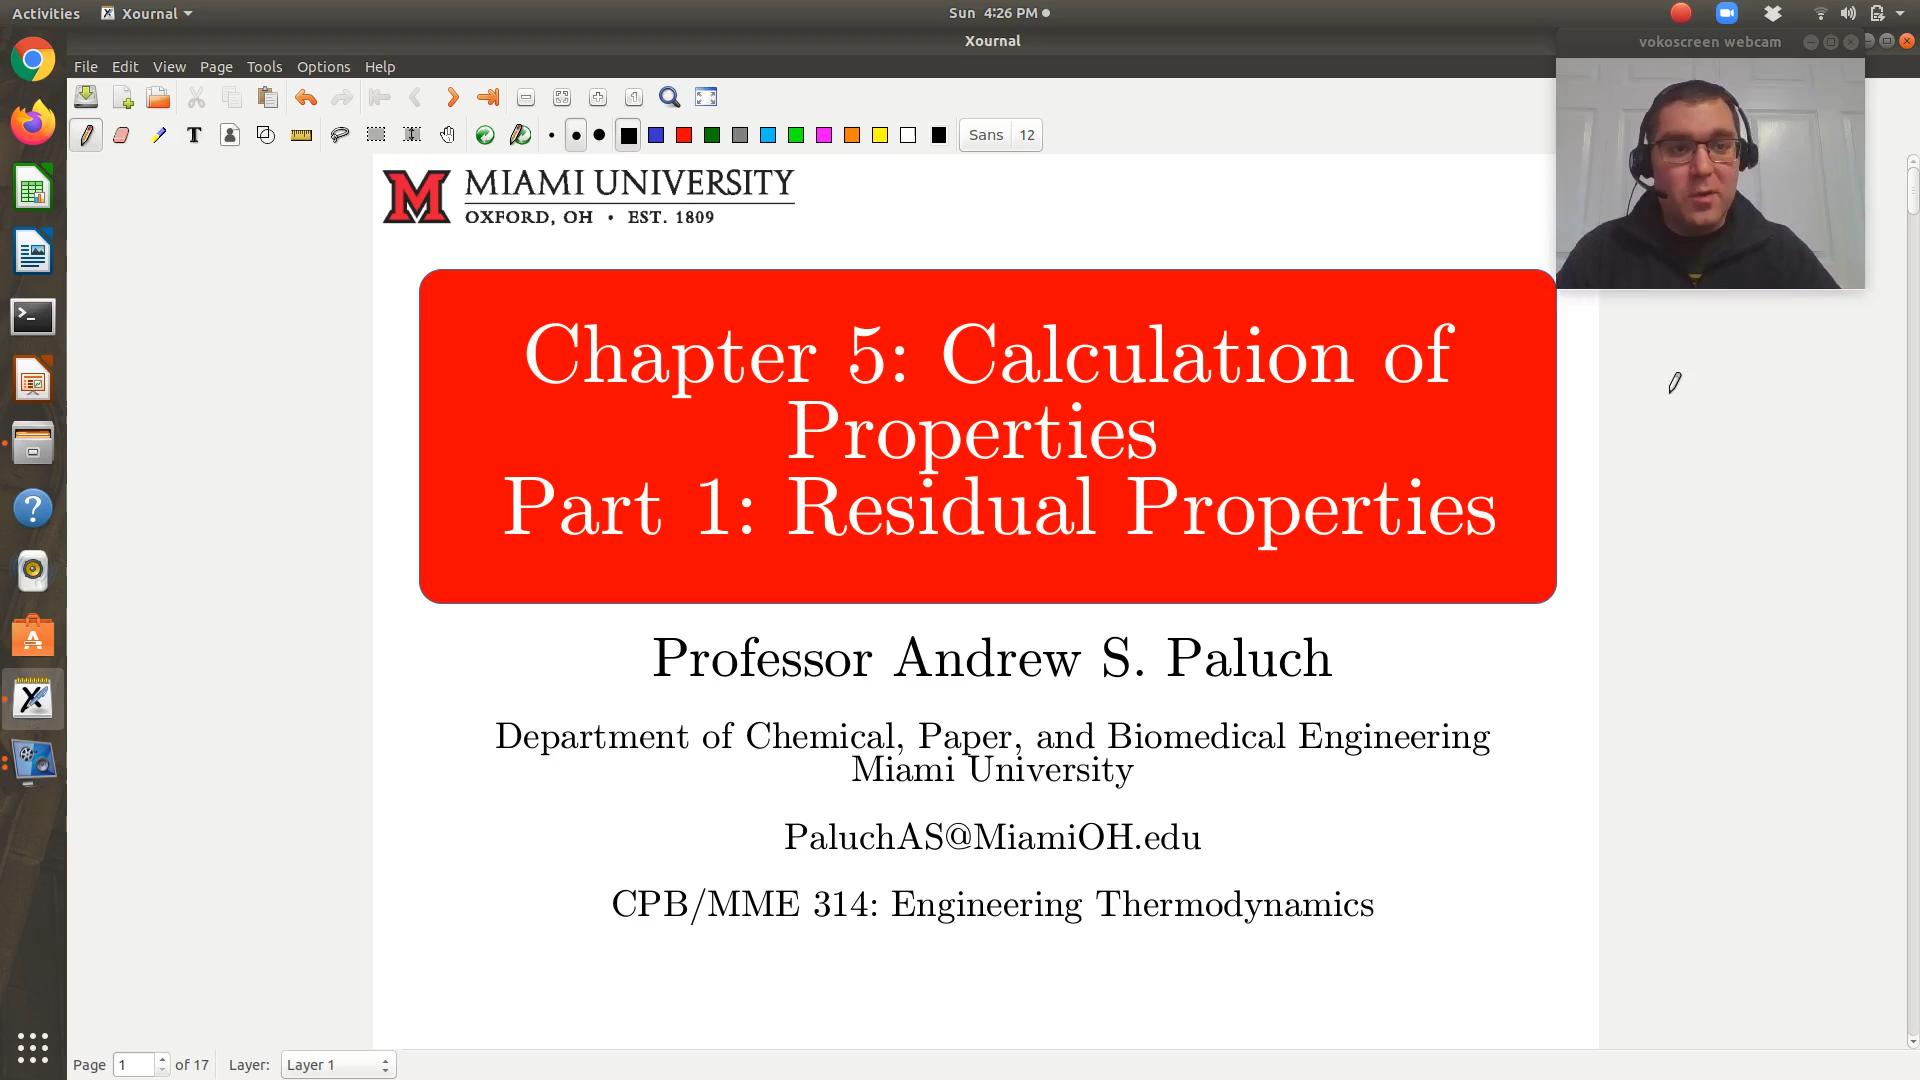 Activities
Xournal
Sun 4:26 PM
Xournal
vokoscreen webcam
File Edit View Page Tools Options Help
T
Sans 12
M
MIAMI UNIVERSITY
OXFORD, OH • EST. 1809
Chapter 5: Calculation of
Properties
Part 1: Residual Properties
Professor Andrew S. Paluch
Department of Chemical, Paper, and Biomedical Engineering
Miami University
PaluchAS@MiamiOH.edu
CPB/MME 314: Engineering Thermodynamics
Page 1 of 17 Layer: Layer 1